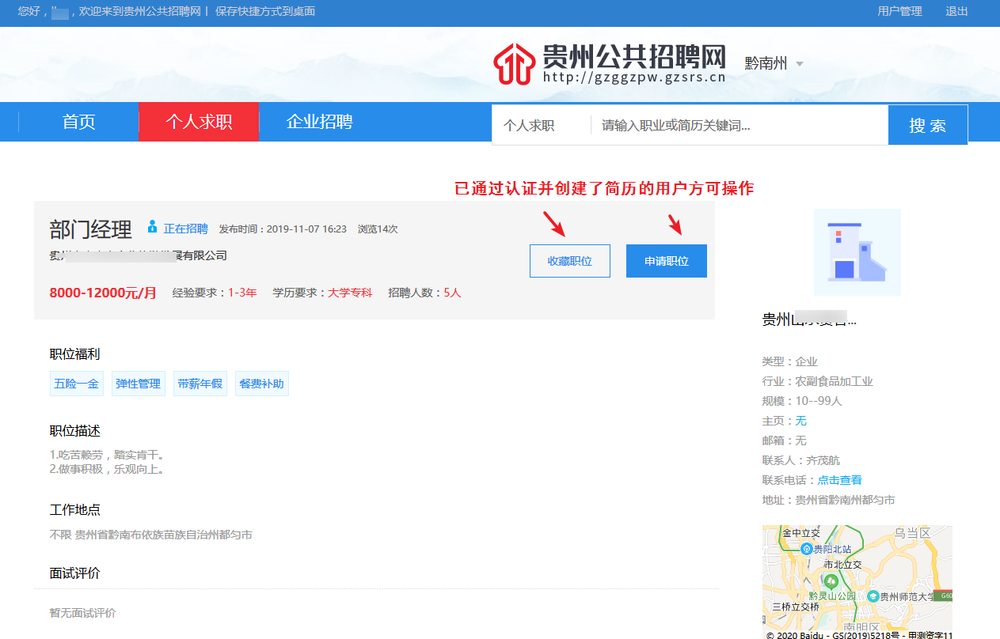 您好， ，欢迎来到贵州公共招聘网丨 保存快捷方式到桌面
用户管理 退出
贵州公共招聘网
http://gzggzpw.gzsrs.cn
黔南州
首页 个人求职 企业招聘
个人求职 请输入职业或简历关键词... 搜 索
已通过认证并创建了简历的用户方可操作
部门经理 正在招聘 发布时间：2019-11-07 16:23 浏览14次
展有限公司
收藏职位 申请职位
8000-12000元/月 经验要求：1-3年 学历要求：大学专科 招聘人数：5人
职位福利
五险一金 弹性管理 带薪年假 餐费补助
职位描述
1.吃苦赖劳，踏实肯干。
2.做事积极，乐观向上。
工作地点
不限 贵州省黔南布依族苗族自治州都匀市
面试评价
暂无面试评价
贵州山 ...
类型：企业
行业：农副食品加工业
规模：10--99人
主页：无
邮箱：无
联系人：齐茂航
联系电话：点击查看
地址：贵州省黔南州都匀市
金中立交 乌当区
贵阳北站
市北立交
黔灵山公园 贵州师范大学 G60
三桥立交桥
南明区
© 2020 Baidu - GS(2019)5218号 - 甲测资字11